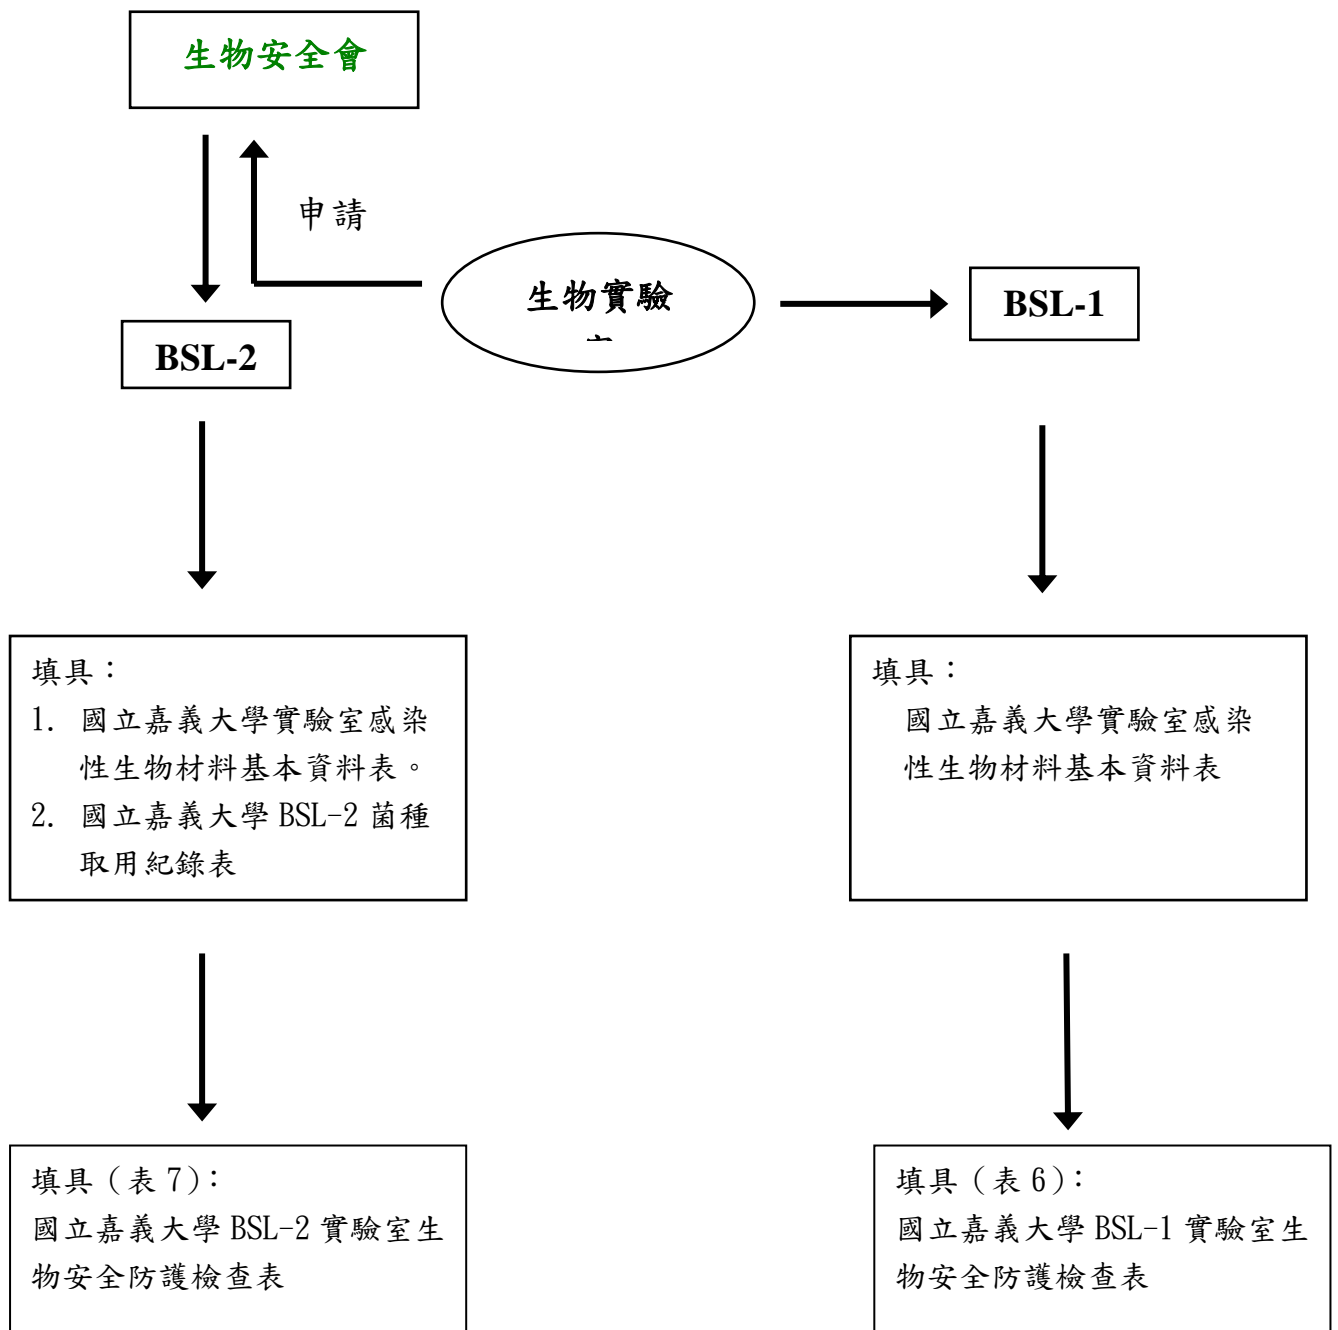 生物安全會
申請
生物實驗
BSL-1
BSL-2
填具：
1. 國立嘉義大學實驗室感染
性生物材料基本資料表。
2. 國立嘉義大學 BSL-2 菌種
取用紀錄表
填具：
國立嘉義大學實驗室感染
性生物材料基本資料表
填具（表 7）：
國立嘉義大學 BSL-2 實驗室生
物安全防護檢查表
填具（表 6）：
國立嘉義大學 BSL-1 實驗室生
物安全防護檢查表